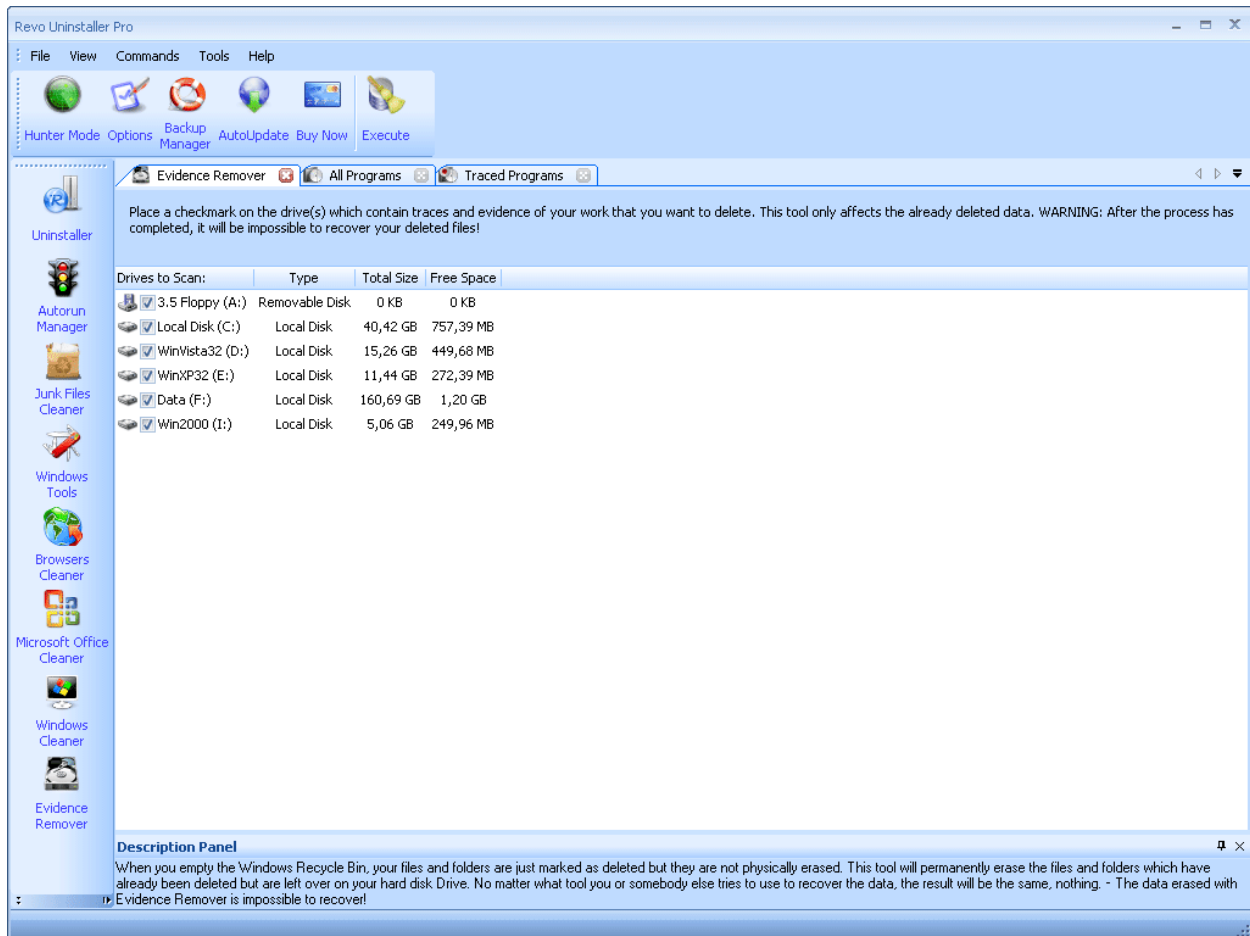 Revo Uninstaller Pro
File View Commands Tools Help
Hunter Mode Options Backup Manager AutoUpdate Buy Now Execute
Evidence Remover All Programs Traced Programs
Place a checkmark on the drive(s) which contain traces and evidence of your work that you want to delete. This tool only affects the already deleted data. WARNING: After the process has
completed, it will be impossible to recover your deleted files!
Uninstaller
Autorun
Manager
Junk Files
Cleaner
Windows
Tools
Browsers
Cleaner
Microsoft Office
Cleaner
Windows
Cleaner
Evidence
Remover
Drives to Scan: Type Total Size Free Space
3.5 Floppy (A:) Removable Disk 0 KB 0 KB
Local Disk (C:) Local Disk 40,42 GB 757,39 MB
WinVista32 (D:) Local Disk 15,26 GB 449,68 MB
WinXP32 (E:) Local Disk 11,44 GB 272,39 MB
Data (F:) Local Disk 160,69 GB 1,20 GB
Win2000 (I:) Local Disk 5,06 GB 249,96 MB
Description Panel
When you empty the Windows Recycle Bin, your files and folders are just marked as deleted but they are not physically erased. This tool will permanently erase the files and folders which have
already been deleted but are left over on your hard disk Drive. No matter what tool you or somebody else tries to use to recover the data, the result will be the same, nothing. - The data erased with
Evidence Remover is impossible to recover!